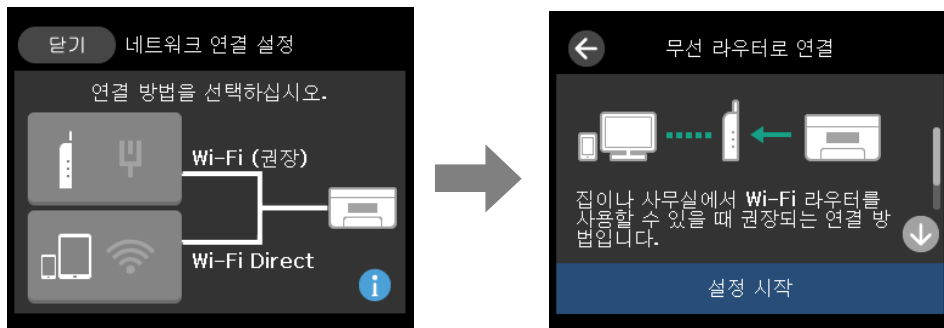 닫기 네트워크 연결 설정
연결 방법을 선택하십시오.
Wi-Fi (권장)
Wi-Fi Direct
무선 라우터로 연결
집이나 사무실에서 Wi-Fi 라우터를
사용할 수 있을 때 권장되는 연결 방
법입니다.
설정 시작